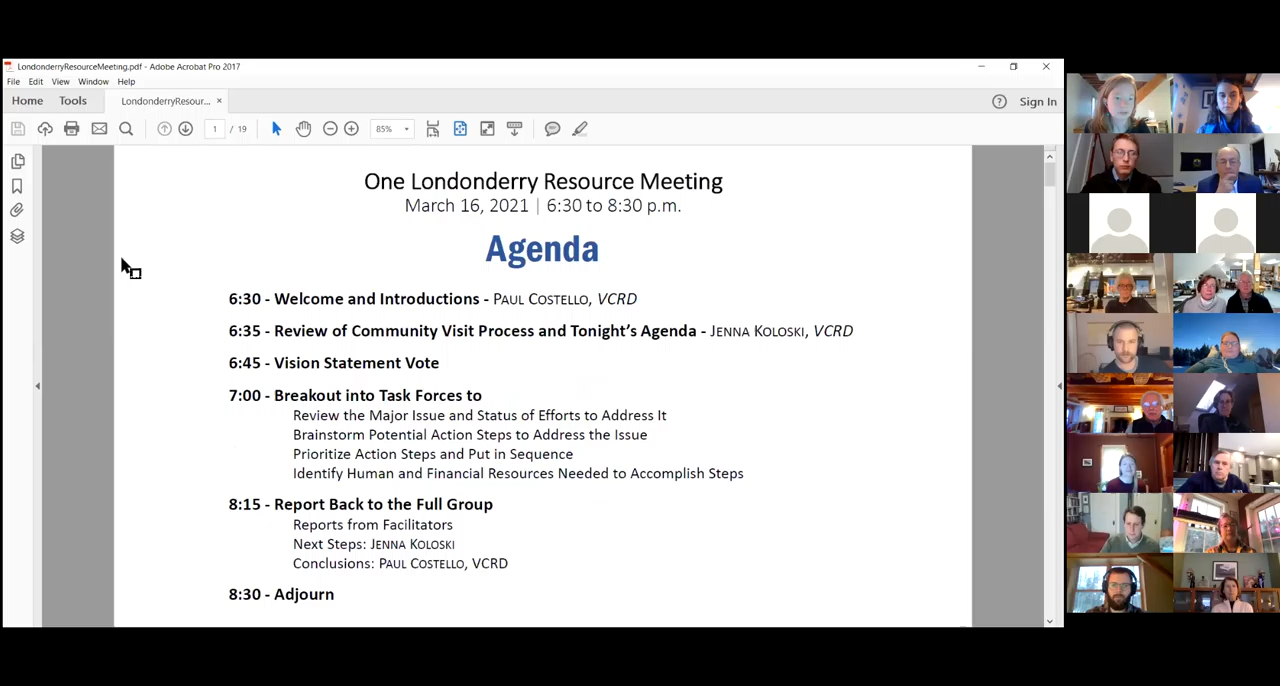 LondonderryResourceMeeting.pdf - Adobe Acrobat Pro 2017
File Edit View Window Help
Home Tools LondonderryResour... × Sign In
1 / 19 85%
One Londonderry Resource Meeting
March 16, 2021 | 6:30 to 8:30 p.m.
Agenda
6:30 - Welcome and Introductions - PAUL COSTELLO, VCRD
6:35 - Review of Community Visit Process and Tonight's Agenda - JENNA KOLOSKI, VCRD
6:45 - Vision Statement Vote
7:00 - Breakout into Task Forces to
Review the Major Issue and Status of Efforts to Address It
Brainstorm Potential Action Steps to Address the Issue
Prioritize Action Steps and Put in Sequence
Identify Human and Financial Resources Needed to Accomplish Steps
8:15 - Report Back to the Full Group
Reports from Facilitators
Next Steps: JENNA KOLOSKI
Conclusions: PAUL COSTELLO, VCRD
8:30 - Adjourn